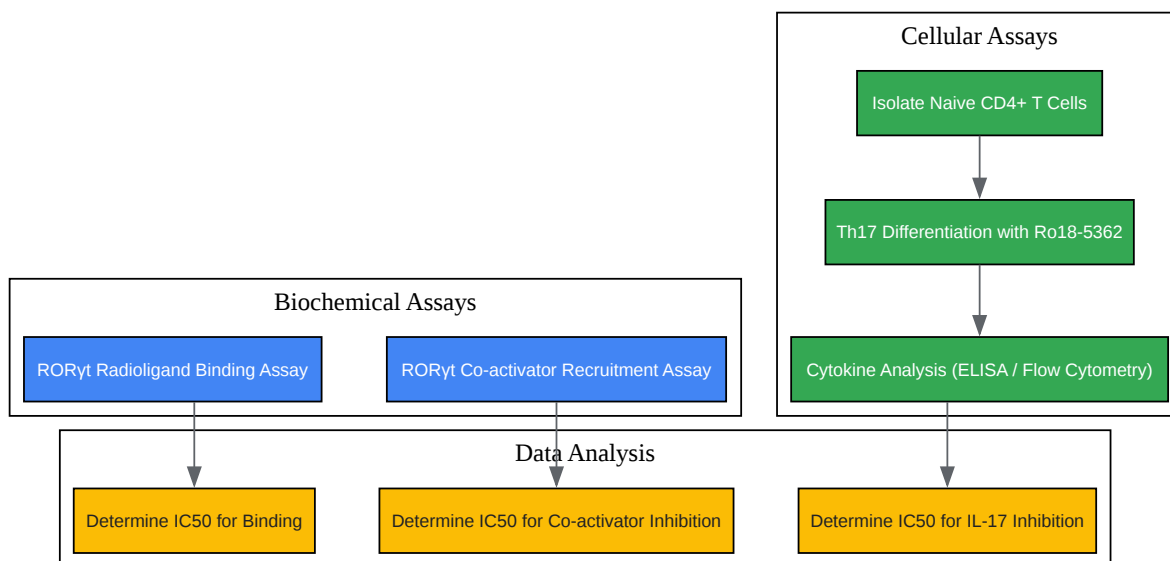 Cellular Assays
Isolate Naive CD4+ T Cells
Th17 Differentiation with Ro18-5362
Cytokine Analysis (ELISA / Flow Cytometry)
Biochemical Assays
RORγt Radioligand Binding Assay
RORγt Co-activator Recruitment Assay
Data Analysis
Determine IC50 for Binding
Determine IC50 for Co-activator Inhibition
Determine IC50 for IL-17 Inhibition